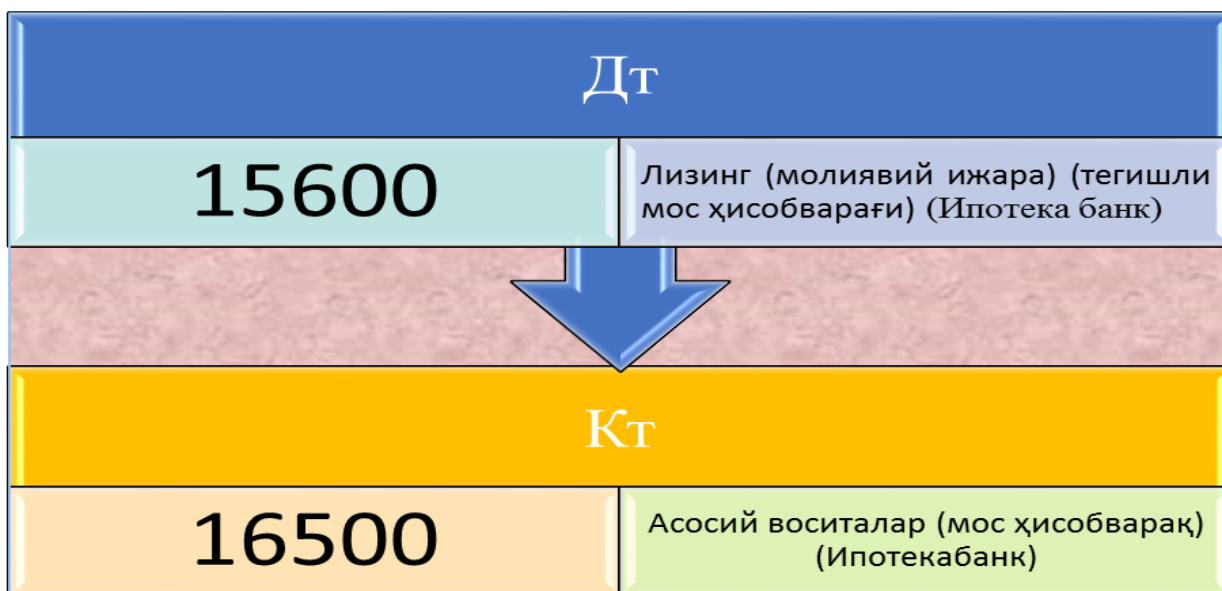 Дт
15600
Лизинг (молиявий ижара) (тегишли
мос ҳисобварағи) (Ипотека банк)
Кт
16500
Асосий воситалар (мос ҳисобварақ)
(Ипотекабанк)